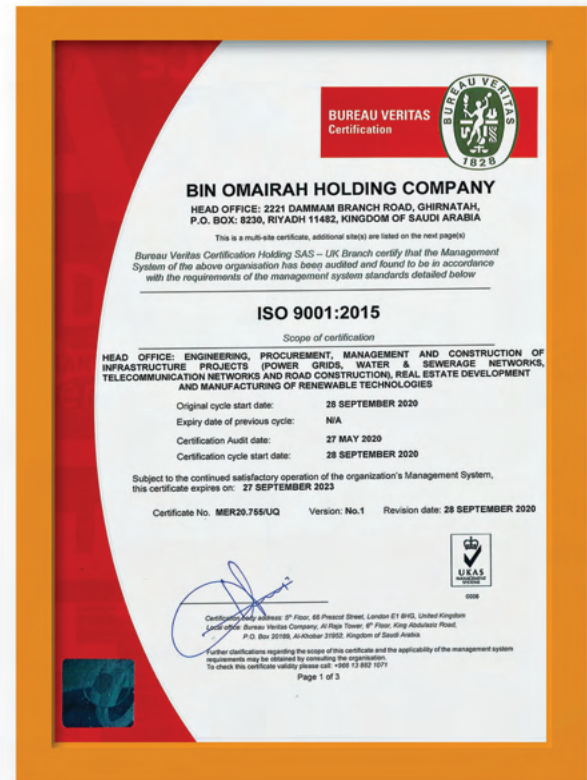 BUREAU VERITAS
Certification
BUREAU VERITAS
1828
BIN OMAIRAH HOLDING COMPANY
HEAD OFFICE: 2221 DAMMAM BRANCH ROAD, GHIRNATAH,
P.O. BOX: 8230, RIYADH 11482, KINGDOM OF SAUDI ARABIA
This is a multi-site certificate, additional site(s) are listed on the next page(s)
Bureau Veritas Certification Holding SAS – UK Branch certify that the Management
System of the above organisation has been audited and found to be in accordance
with the requirements of the management system standards detailed below
ISO 9001:2015
Scope of certification
HEAD OFFICE: ENGINEERING, PROCUREMENT, MANAGEMENT AND CONSTRUCTION OF
INFRASTRUCTURE PROJECTS (POWER GRIDS, WATER & SEWERAGE NETWORKS,
TELECOMMUNICATION NETWORKS AND ROAD CONSTRUCTION), REAL ESTATE DEVELOPMENT
AND MANUFACTURING OF RENEWABLE TECHNOLOGIES
Original cycle start date: 28 SEPTEMBER 2020
Expiry date of previous cycle: N/A
Certification Audit date: 27 MAY 2020
Certification cycle start date: 28 SEPTEMBER 2020
Subject to the continued satisfactory operation of the organization's Management System,
this certificate expires on: 27 SEPTEMBER 2023
Certificate No. MER20.755/UQ Version: No.1 Revision date: 28 SEPTEMBER 2020
UKAS
MANAGEMENT
SYSTEMS
0008
Certification body address: 5th Floor, 66 Prescot Street, London E1 8HG, United Kingdom
Local office: Bureau Veritas Company, Al-Raja Tower, 6th Floor, King Abdulaziz Road,
P.O. Box 20189, Al-Khobar 31952, Kingdom of Saudi Arabia.
Further clarifications regarding the scope of this certificate and the applicability of the management system
requirements may be obtained by consulting the organisation.
To check this certificate validity please call: +966 13 882 1071
Page 1 of 3